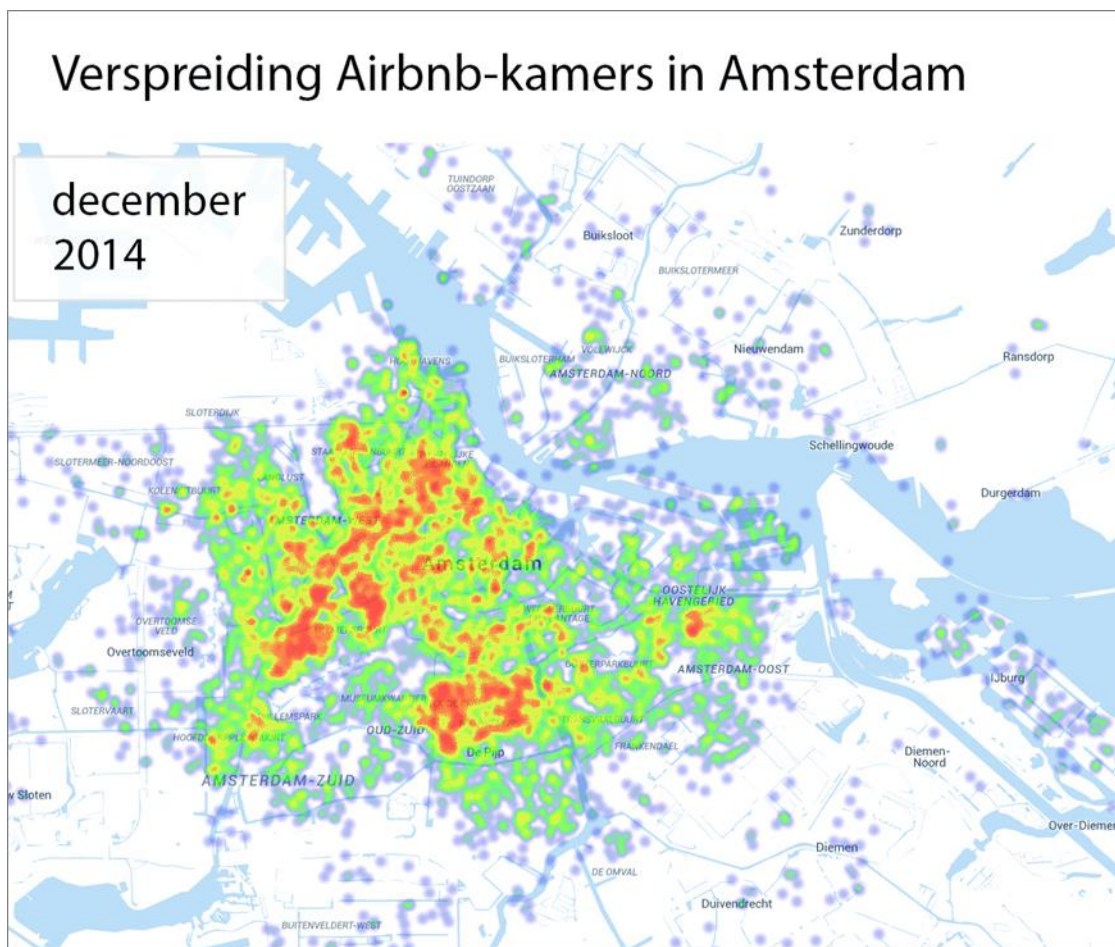 Verspreiding Airbnb-kamers in Amsterdam
december
2014
TUINDORP
OOSTZAAN
Buiksloot
Zunderdorp
BUIKSLOTERMEER
VOLEWIJCK
BUIKSLOTERHAM
Nieuwendam
Ransdorp
AMSTERDAM-NOORD
SLOTERDIJK
Schellingwoude
SLOTERMEER-NOORDOOST
Durgerdam
AMSTERDAM-WEST
Amsterdam
OOSTELIJK
HAVENGEBIED
OVERTOOMSE
VELD
Overtoomseveld
AMSTERDAM-OOST
IJburg
SLOTERVAART
OUD-ZUID
FRANKENDAEL
De Pijp
Diemen-
Noord
AMSTERDAM-ZUID
w Sloten
Over-Diemen
Diemen
DE OMVAL
Duivendrecht
BUITENVELDERT-WEST